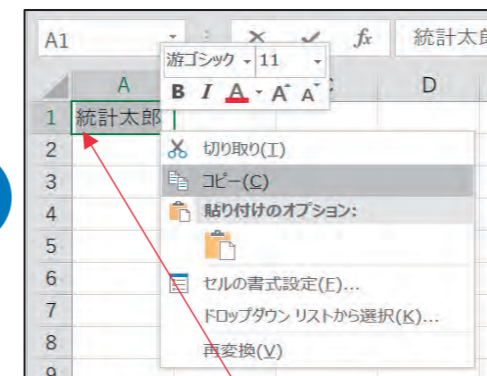 A1 fx 統計太郎
游ゴシック 11
B I A A A
A D
1 統計太郎
2 切り取り(T)
3 コピー(C)
4 貼り付けのオプション:
5
6 セルの書式設定(F)...
7 ドロップダウン リストから選択(K)...
8 再変換(V)
9